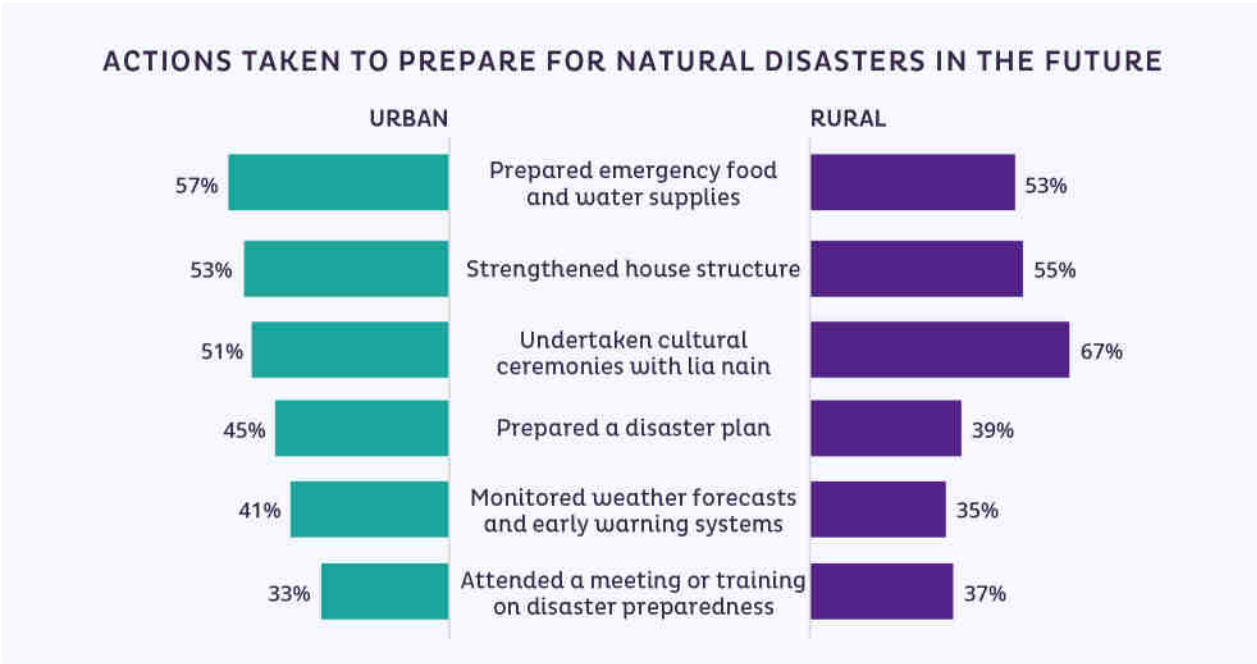 ACTIONS TAKEN TO PREPARE FOR NATURAL DISASTERS IN THE FUTURE
URBAN
RURAL
57%
Prepared emergency food
and water supplies
53%
53%
Strengthened house structure
55%
51%
Undertaken cultural
ceremonies with lia nain
67%
45%
Prepared a disaster plan
39%
41%
Monitored weather forecasts
and early warning systems
35%
33%
Attended a meeting or training
on disaster preparedness
37%